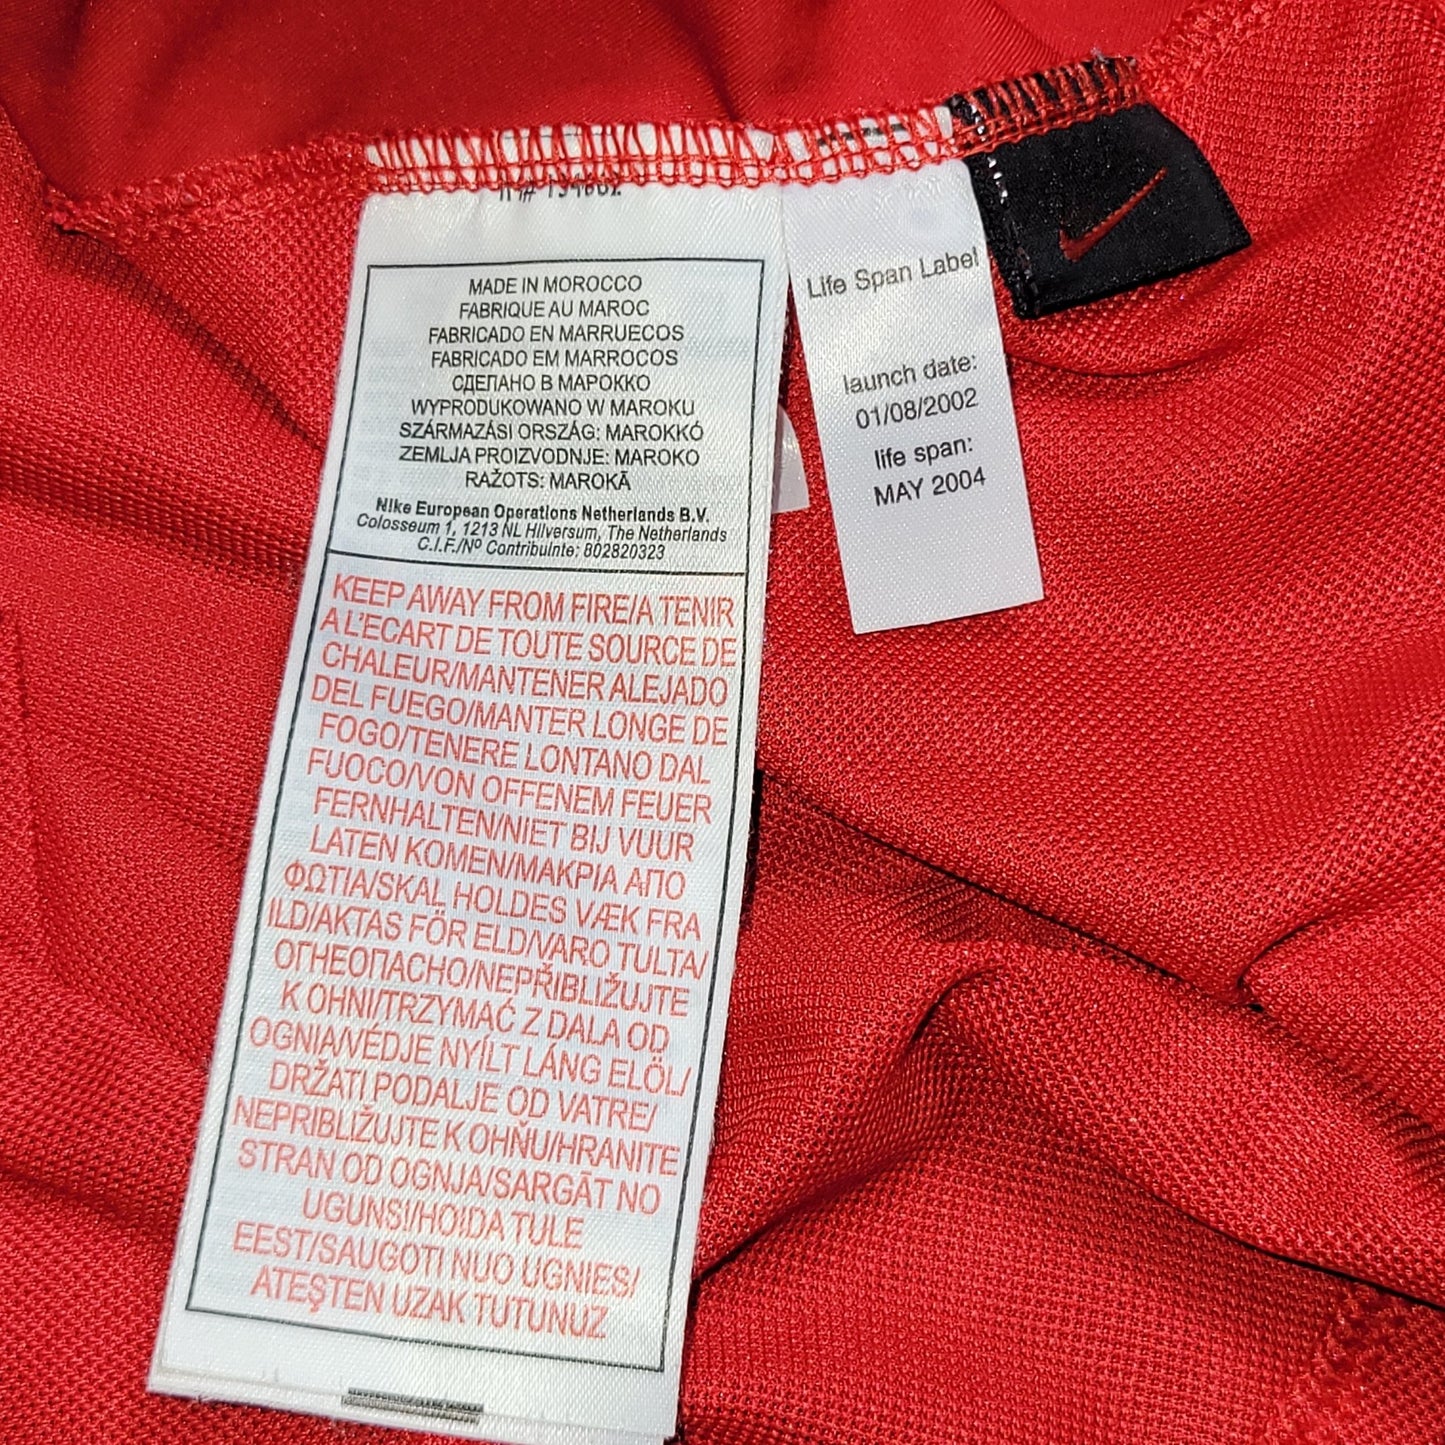 MADE IN MOROCCO
FABRIQUE AU MAROC
FABRICADO EN MARRUECOS
FABRICADO EM MARROCOS
СДЕЛАНО В МАРОККО
WYPRODUKOWANO W MAROKU
SZÁRMAZÁSI ORSZÁG: MAROKKÓ
ZEMLJA PROIZVODNJE: MAROKO
RAŽOTS: MAROKĀ
Nike European Operations Netherlands B.V.
Colosseum 1, 1213 NL Hilversum, The Netherlands
C.I.F./Nº Contribuinte: 802820323
KEEP AWAY FROM FIRE/A TENIR
A L'ECART DE TOUTE SOURCE DE
CHALEUR/MANTENER ALEJADO
DEL FUEGO/MANTER LONGE DE
FOGO/TENERE LONTANO DAL
FUOCO/VON OFFENEM FEUER
FERNHALTEN/NIET BIJ VUUR
LATEN KOMEN/ΜΑΚΡΙΑ ΑΠΟ
ΦΩΤΙΑ/SKAL HOLDES VÆK FRA
ILD/AKTAS FÖR ELD/VARO TULTA/
ОГНЕОПАСНО/NEPŘIBLIŽUJTE
K OHNI/TRZYMAĆ Z DALA OD
OGNIA/VÉDJE NYÍLT LÁNG ELÖL/
DRŽATI PODALJE OD VATRE/
NEPRIBLIŽUJTE K OHŇU/HRANITE
STRAN OD OGNJA/SARGĀT NO
UGUNS/HOIDA TULE
EEST/SAUGOTI NUO UGNIES/
ATEŞTEN UZAK TUTUNUZ
Life Span Label
launch date:
01/08/2002
life span:
MAY 2004